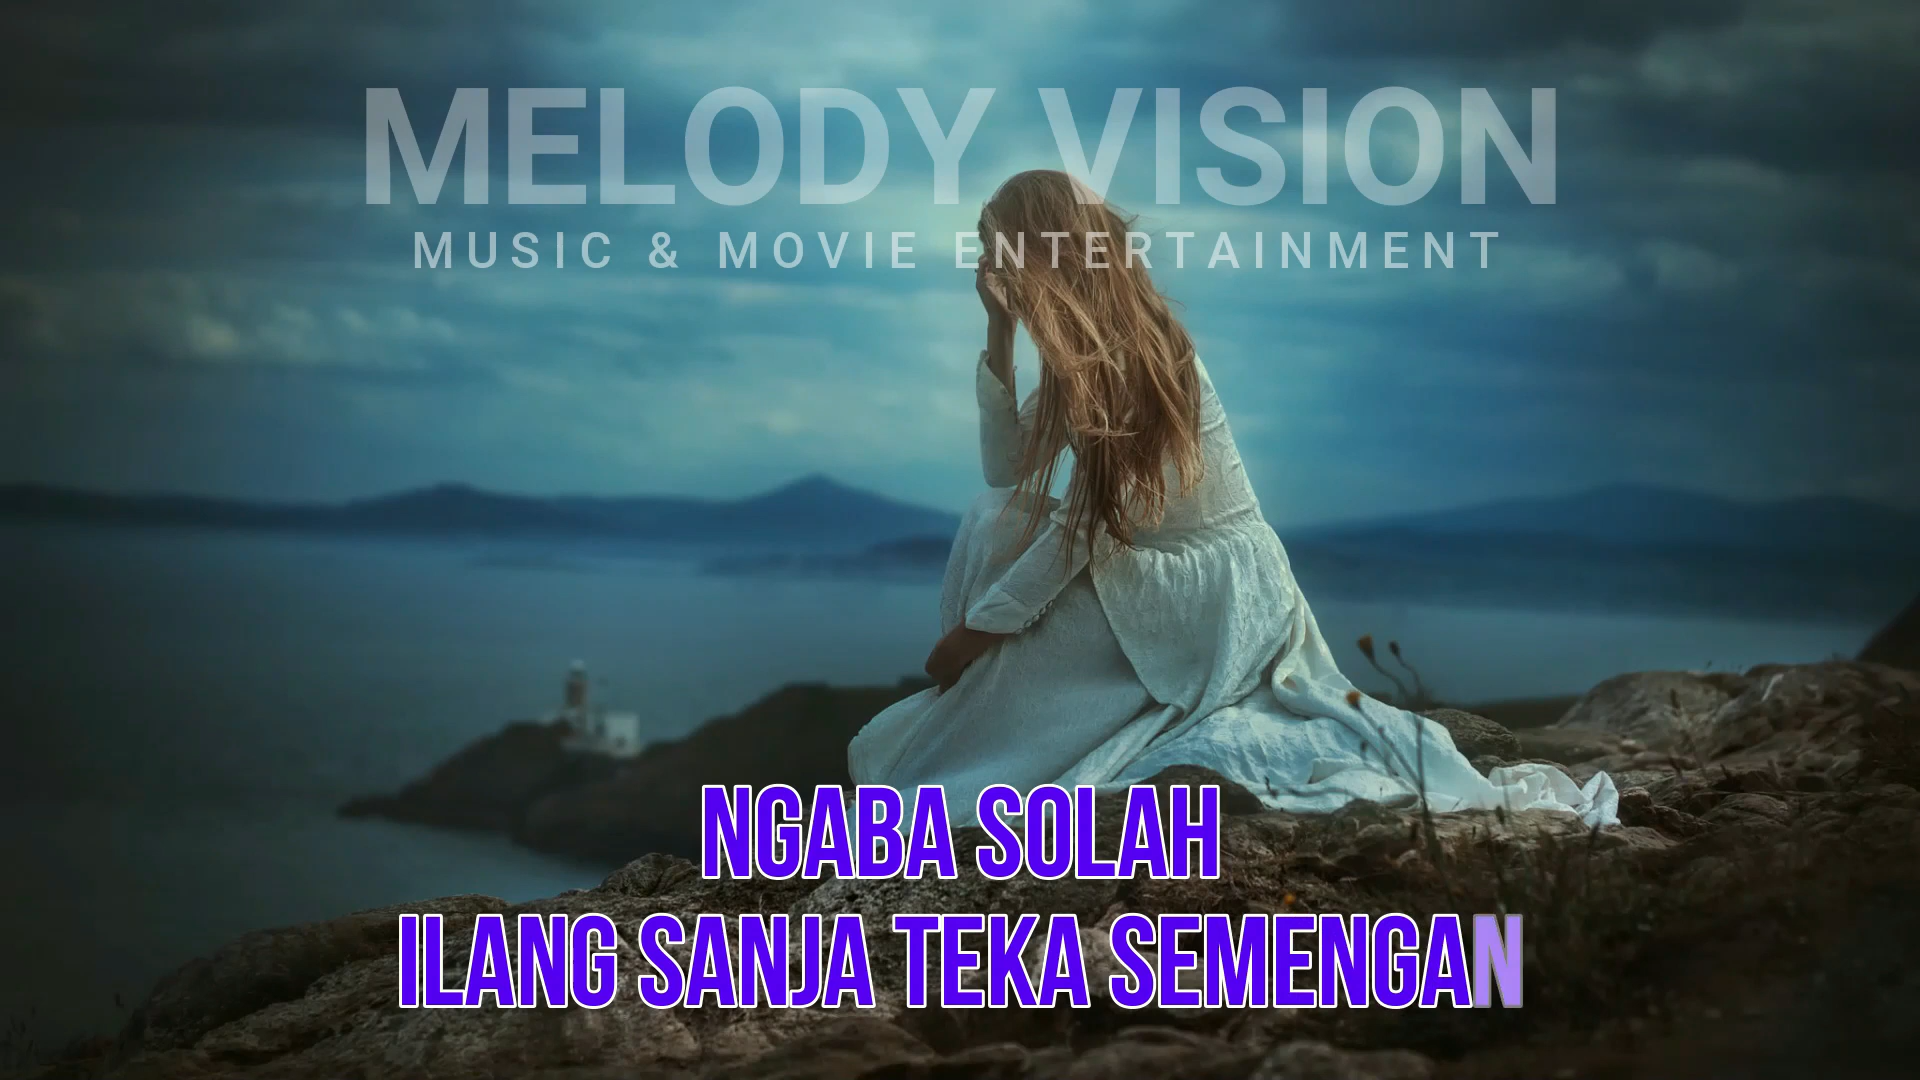 MELODY VISION
MUSIC & MOVIE ENTERTAINMENT
NGABA SOLAH
ILANG SANJA TEKA SEMENGAN